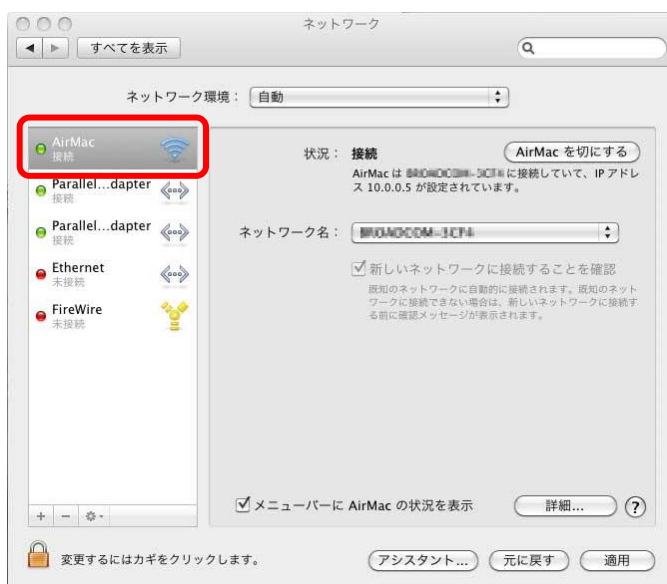 ネットワーク
すべてを表示
ネットワーク環境： 自動
AirMac
接続
Parallel...dapter
接続
Parallel...dapter
接続
Ethernet
未接続
FireWire
未接続
状況： 接続
AirMac を切にする
AirMac は に接続していて、IP アドレ
ス 10.0.0.5 が設定されています。
ネットワーク名：
新しいネットワークに接続することを確認
既知のネットワークに自動的に接続されます。既知のネット
ワークに接続できない場合は、新しいネットワークに接続す
る前に確認メッセージが表示されます。
メニューバーに AirMac の状況を表示
詳細... ?
変更するにはカギをクリックします。
アシスタント... 元に戻す 適用